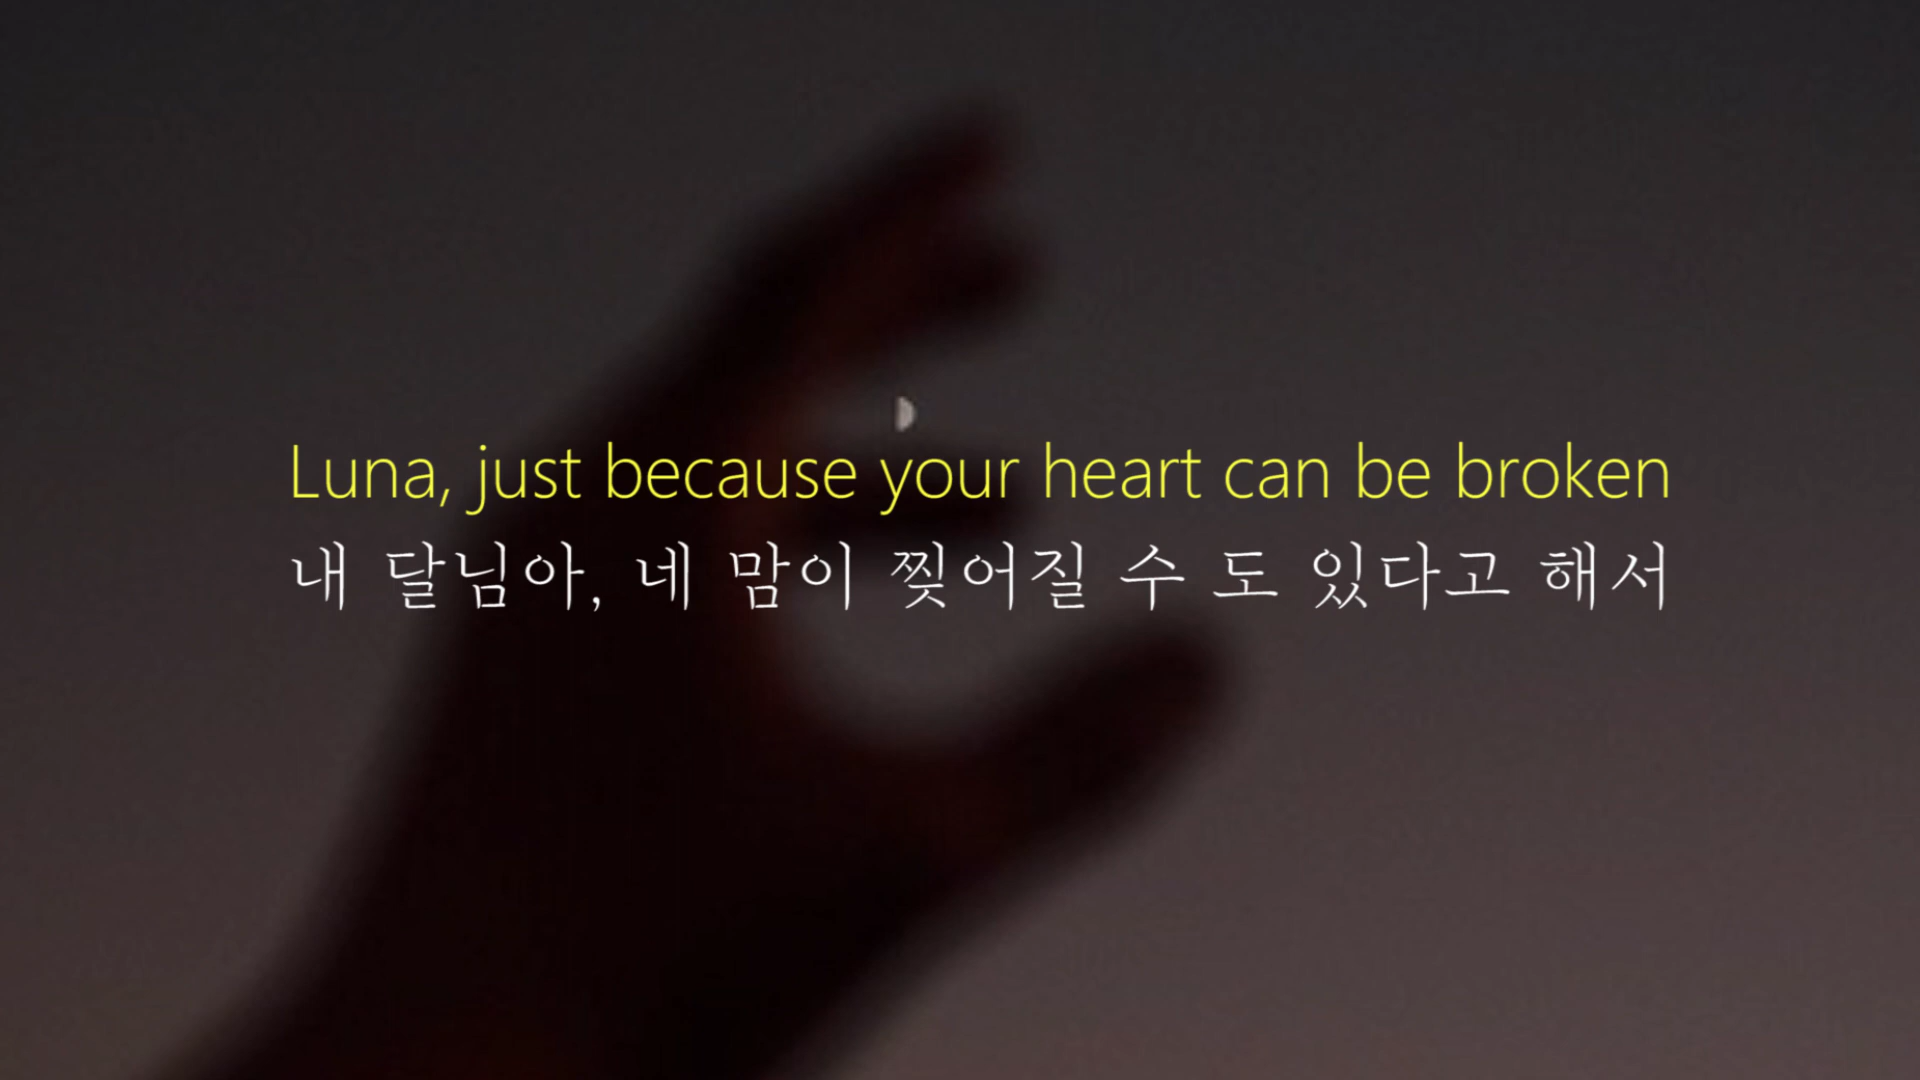 Luna, just because your heart can be broken
내 달님아, 네 맘이 찢어질 수 도 있다고 해서